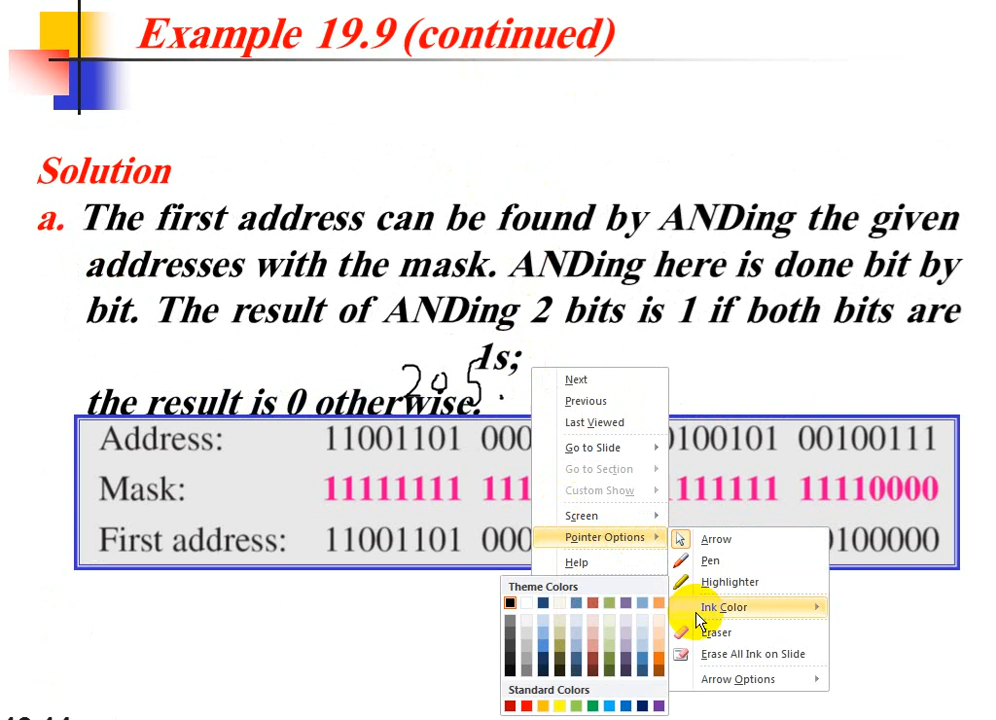 Example 19.9 (continued)
Solution
a. The first address can be found by ANDing the given
addresses with the mask. ANDing here is done bit by
bit. The result of ANDing 2 bits is 1 if both bits are
1s;
205.
the result is 0 otherwise.
Address: 11001101 000 0100101 00100111
Mask: 11111111 111 111111 11110000
First address: 11001101 000 0100000
Next
Previous
Last Viewed
Go to Slide
Go to Section
Custom Show
Screen
Pointer Options
Help
Arrow
Pen
Highlighter
Ink Color
Eraser
Erase All Ink on Slide
Arrow Options
Theme Colors
Standard Colors